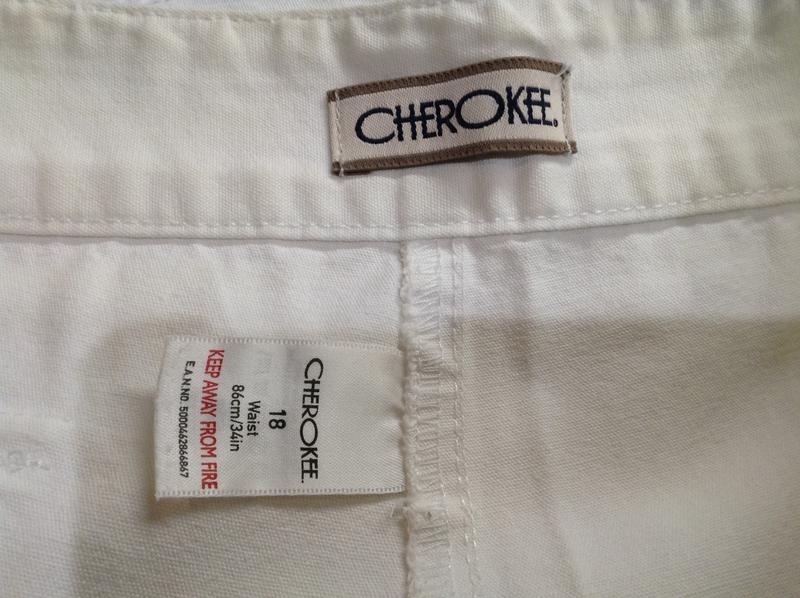 CHEROKEE.
CHEROKEE.
18
Waist
86cm/34in
KEEP AWAY FROM FIRE
E.A.N.NO. 5000462866867